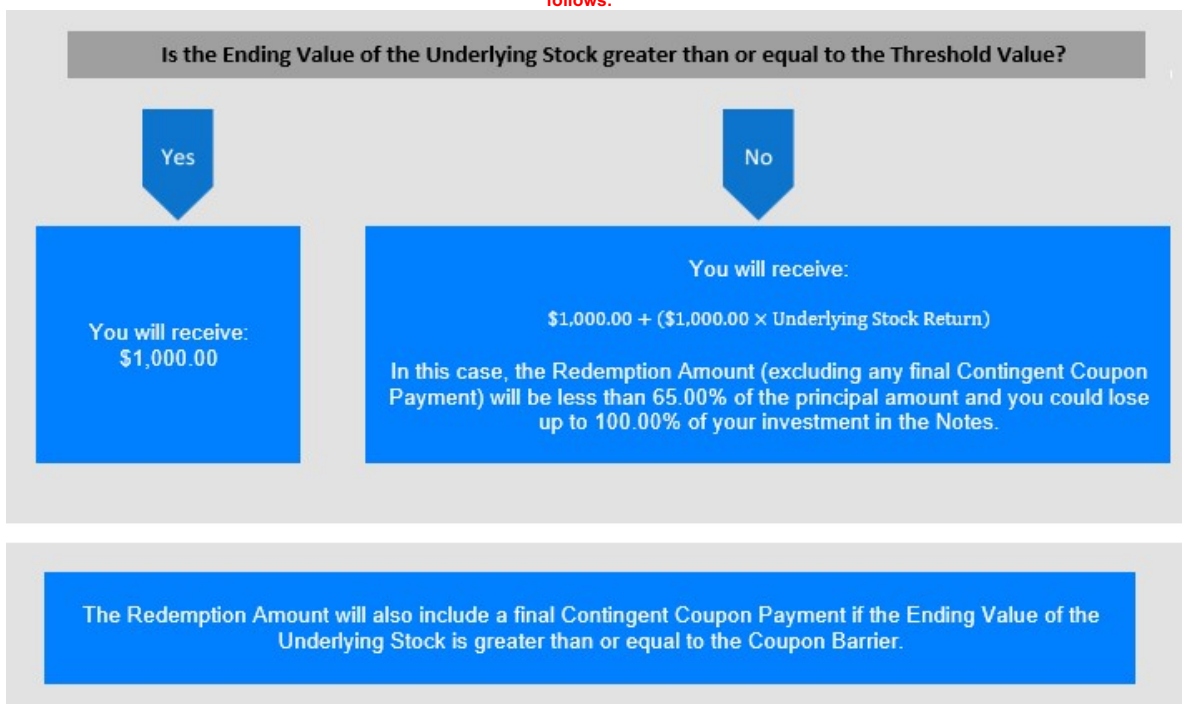 follows:
Is the Ending Value of the Underlying Stock greater than or equal to the Threshold Value?
Yes
No
You will receive:
$1,000.00
You will receive:
$1,000.00 + ($1,000.00 × Underlying Stock Return)
In this case, the Redemption Amount (excluding any final Contingent Coupon
Payment) will be less than 65.00% of the principal amount and you could lose
up to 100.00% of your investment in the Notes.
The Redemption Amount will also include a final Contingent Coupon Payment if the Ending Value of the
Underlying Stock is greater than or equal to the Coupon Barrier.